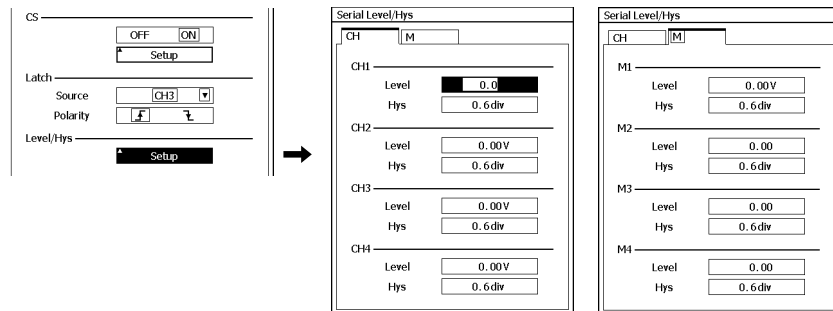 CS
OFF ON
Setup
Latch
Source CH3
Polarity
Level/Hys
Setup
Serial Level/Hys
CH M
CH1
Level 0.0
Hys 0.6div
CH2
Level 0.00V
Hys 0.6div
CH3
Level 0.00V
Hys 0.6div
CH4
Level 0.00V
Hys 0.6div
Serial Level/Hys
CH M
M1
Level 0.00V
Hys 0.6div
M2
Level 0.00
Hys 0.6div
M3
Level 0.00
Hys 0.6div
M4
Level 0.00
Hys 0.6div